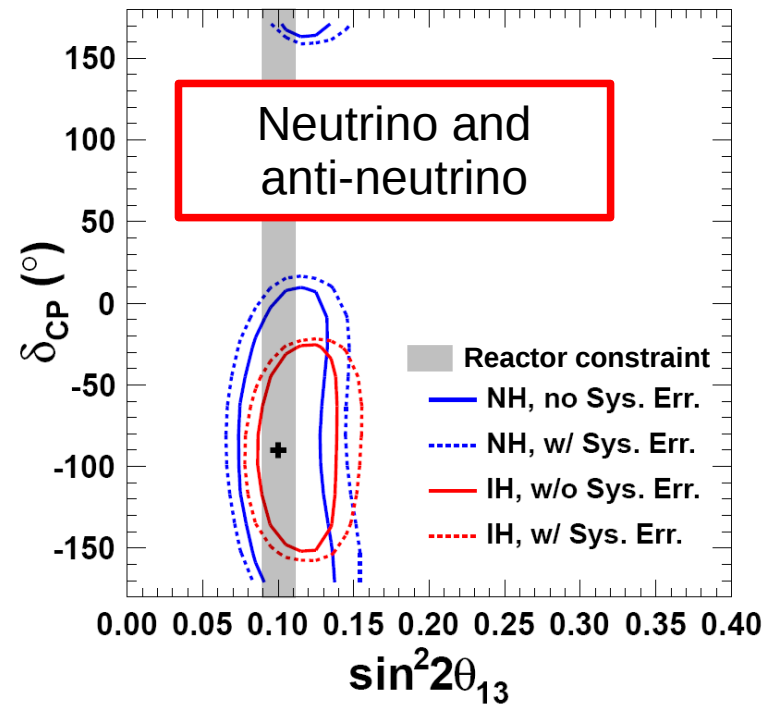 150
100
50
0
-50
-100
-150
δCP (°)
Neutrino and
anti-neutrino
Reactor constraint
NH, no Sys. Err.
NH, w/ Sys. Err.
IH, w/o Sys. Err.
IH, w/ Sys. Err.
0.00 0.05 0.10 0.15 0.20 0.25 0.30 0.35 0.40
sin²2θ13